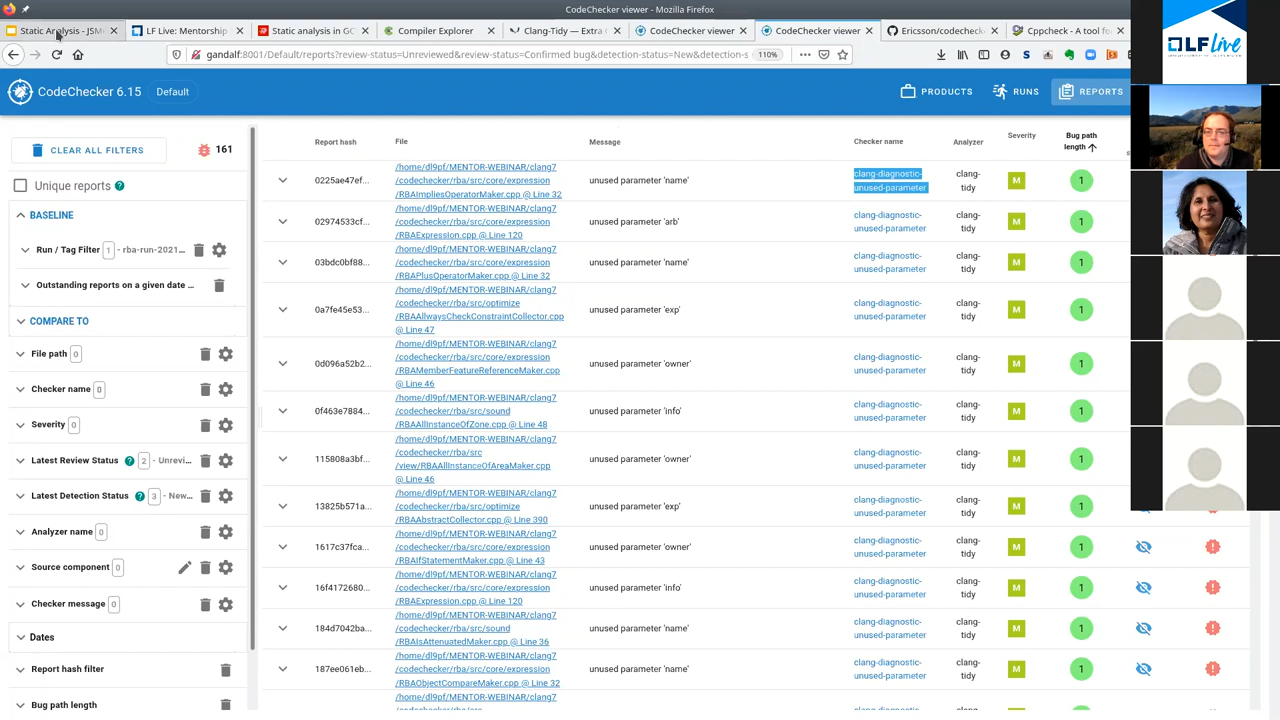 CodeChecker viewer - Mozilla Firefox
Static Analysis - JSM
LF Live: Mentorship
Static analysis in GC
Compiler Explorer
Clang-Tidy — Extra C
CodeChecker viewer
CodeChecker viewer
Ericsson/codecheck
Cppcheck - A tool f
gandalf:8001/Default/reports?review-status=Unreviewed&review-status=Confirmed bug&detection-status=New&detection-s
110%
LF Live
CodeChecker 6.15
Default
PRODUCTS
RUNS
REPORTS
CLEAR ALL FILTERS
161
Unique reports
BASELINE
Run / Tag Filter 1 - rba-run-2021...
Outstanding reports on a given date ...
COMPARE TO
File path 0
Checker name 0
Severity 0
Latest Review Status 2 - Unrevi...
Latest Detection Status 3 - New...
Analyzer name 0
Source component 0
Checker message 0
Dates
Report hash filter
Bug path length
Report hash
File
Message
Checker name
Analyzer
Severity
Bug path
length
0225ae47ef...
/home/dl9pf/MENTOR-WEBINAR/clang7
/codechecker/rba/src/core/expression
/RBAImpliesOperatorMaker.cpp @ Line 32
unused parameter 'name'
clang-diagnostic-
unused-parameter
clang-
tidy
M
1
02974533cf...
/home/dl9pf/MENTOR-WEBINAR/clang7
/codechecker/rba/src/core/expression
/RBAExpression.cpp @ Line 120
unused parameter 'arb'
clang-diagnostic-
unused-parameter
clang-
tidy
M
1
03bdc0bf88...
/home/dl9pf/MENTOR-WEBINAR/clang7
/codechecker/rba/src/core/expression
/RBAPlusOperatorMaker.cpp @ Line 32
unused parameter 'name'
clang-diagnostic-
unused-parameter
clang-
tidy
M
1
0a7fe45e53...
/home/dl9pf/MENTOR-WEBINAR/clang7
/codechecker/rba/src/optimize
/RBAAllwaysCheckConstraintCollector.cpp
@ Line 47
unused parameter 'exp'
clang-diagnostic-
unused-parameter
clang-
tidy
M
1
0d096a52b2...
/home/dl9pf/MENTOR-WEBINAR/clang7
/codechecker/rba/src/core/expression
/RBAMemberFeatureReferenceMaker.cpp
@ Line 46
unused parameter 'owner'
clang-diagnostic-
unused-parameter
clang-
tidy
M
1
0f463e7884...
/home/dl9pf/MENTOR-WEBINAR/clang7
/codechecker/rba/src/sound
/RBAAllInstanceOfZone.cpp @ Line 48
unused parameter 'info'
clang-diagnostic-
unused-parameter
clang-
tidy
M
1
115808a3bf...
/home/dl9pf/MENTOR-WEBINAR/clang7
/codechecker/rba/src
/view/RBAAllInstanceOfAreaMaker.cpp
@ Line 46
unused parameter 'owner'
clang-diagnostic-
unused-parameter
clang-
tidy
M
1
13825b571a...
/home/dl9pf/MENTOR-WEBINAR/clang7
/codechecker/rba/src/optimize
/RBAAbstractCollector.cpp @ Line 390
unused parameter 'exp'
clang-diagnostic-
unused-parameter
clang-
tidy
M
1
1617c37fca...
/home/dl9pf/MENTOR-WEBINAR/clang7
/codechecker/rba/src/core/expression
/RBAIfStatementMaker.cpp @ Line 43
unused parameter 'owner'
clang-diagnostic-
unused-parameter
clang-
tidy
M
1
16f4172680...
/home/dl9pf/MENTOR-WEBINAR/clang7
/codechecker/rba/src/core/expression
/RBAExpression.cpp @ Line 120
unused parameter 'info'
clang-diagnostic-
unused-parameter
clang-
tidy
M
1
184d7042ba...
/home/dl9pf/MENTOR-WEBINAR/clang7
/codechecker/rba/src/sound
/RBAIsAttenuatedMaker.cpp @ Line 36
unused parameter 'name'
clang-diagnostic-
unused-parameter
clang-
tidy
M
1
187ee061eb...
/home/dl9pf/MENTOR-WEBINAR/clang7
/codechecker/rba/src/core/expression
/RBAObjectCompareMaker.cpp @ Line 32
unused parameter 'name'
clang-diagnostic-
unused-parameter
clang-
tidy
M
1
/home/dl9pf/MENTOR-WEBINAR/clang7